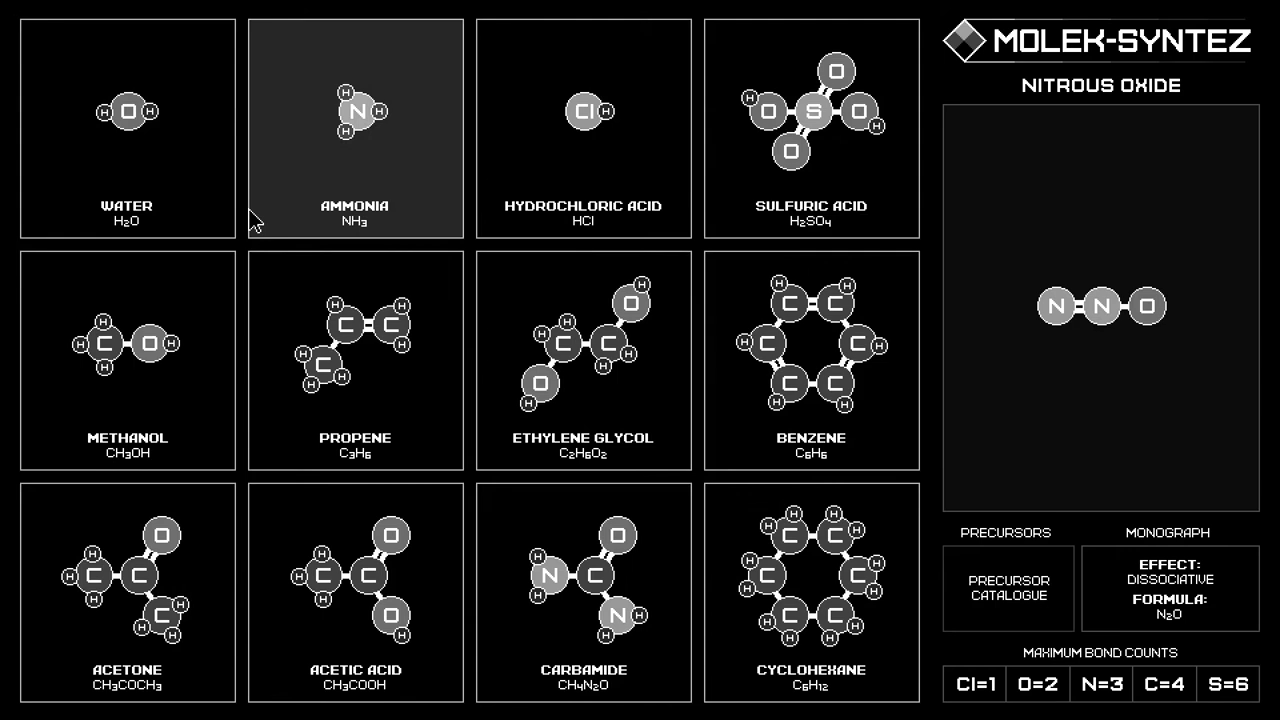 MOLEK-SYNTEZ
NITROUS OXIDE
H O H
WATER
H₂O
H N H H
AMMONIA
NH₃
Cl H
HYDROCHLORIC ACID
HCl
O H O S O H O
SULFURIC ACID
H₂SO₄
H H C O H H
METHANOL
CH₃OH
H H C C H C H H H
PROPENE
C₃H₆
H O H H C C H H O H
ETHYLENE GLYCOL
C₂H₆O₂
H H C C H C C H C C H H
BENZENE
C₆H₆
O H H C C H C H H H
ACETONE
CH₃COCH₃
O H H C C H O H
ACETIC ACID
CH₃COOH
O H N C H N H H
CARBAMIDE
CH₄N₂O
H H H C C H H C C H H H H C C H H H
CYCLOHEXANE
C₆H₁₂
N N O
PRECURSORS
PRECURSOR
CATALOGUE
MONOGRAPH
EFFECT:
DISSOCIATIVE
FORMULA:
N₂O
MAXIMUM BOND COUNTS
Cl=1 O=2 N=3 C=4 S=6